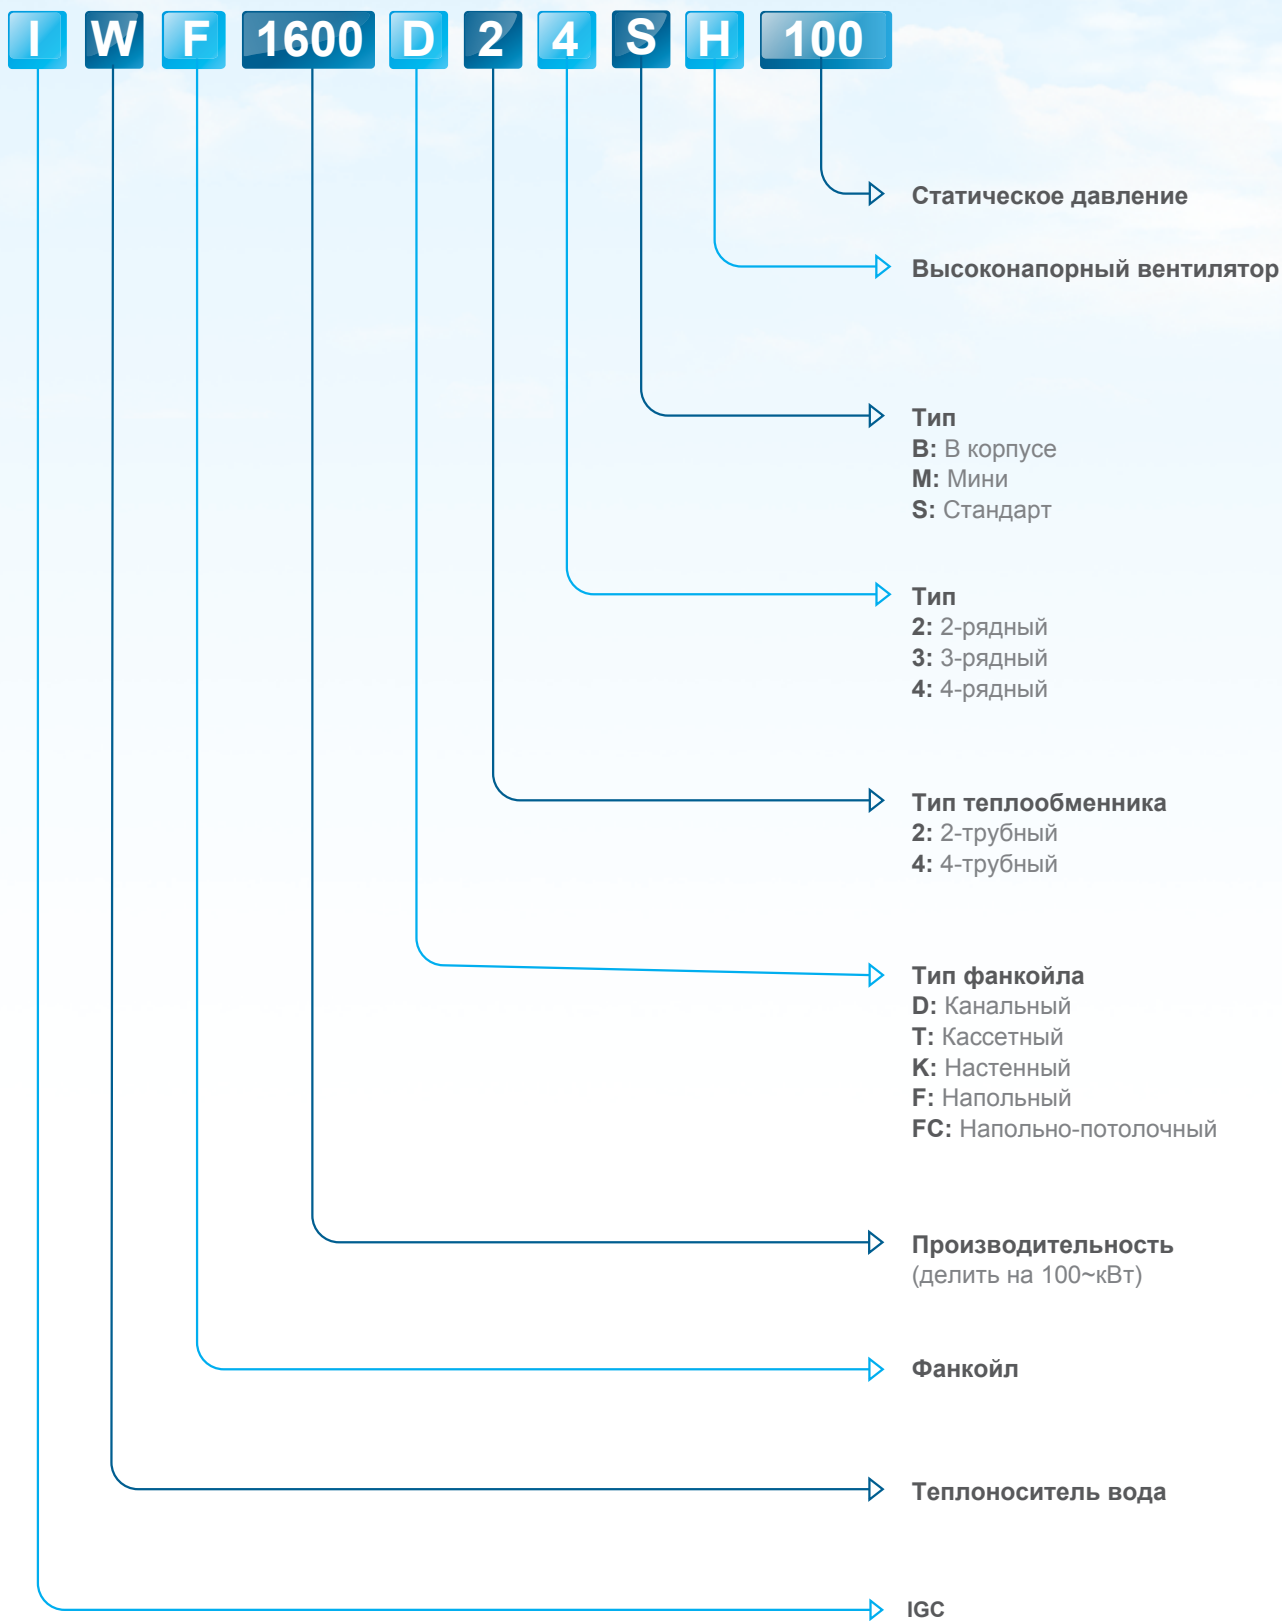 I W F 1600 D 2 4 S H 100
Статическое давление
Высоконапорный вентилятор
Тип
B: В корпусе
M: Мини
S: Стандарт
Тип
2: 2-рядный
3: 3-рядный
4: 4-рядный
Тип теплообменника
2: 2-трубный
4: 4-трубный
Тип фанкойла
D: Канальный
T: Кассетный
K: Настенный
F: Напольный
FC: Напольно-потолочный
Производительность
(делить на 100~кВт)
Фанкойл
Теплоноситель вода
IGC